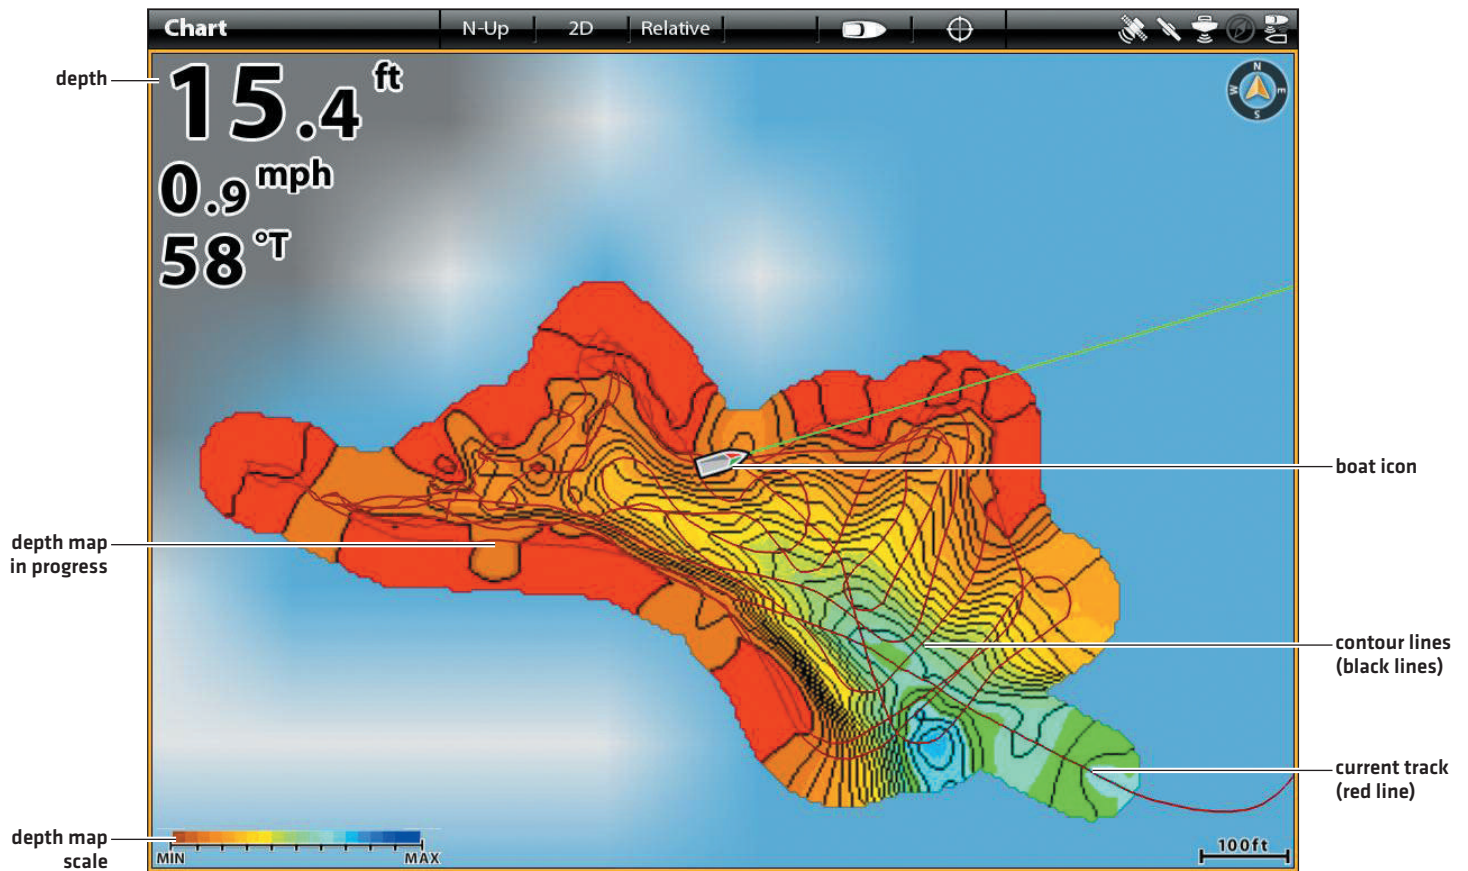 Chart N-Up 2D Relative
depth
15.4 ft
0.9 mph
58 °T
N
W E
S
boat icon
depth map
in progress
contour lines
(black lines)
current track
(red line)
depth map
scale
MIN MAX
100ft